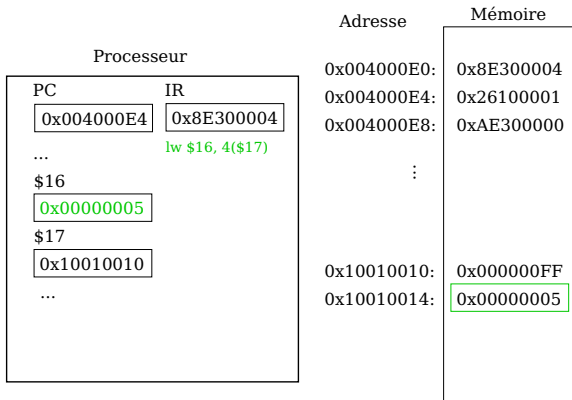 Adresse
Mémoire
Processeur
PC
IR
0x004000E4
0x8E300004
lw $16, 4($17)
...
$16
0x00000005
$17
0x10010010
...
0x004000E0:
0x8E300004
0x004000E4:
0x26100001
0x004000E8:
0xAE300000
...
0x10010010:
0x000000FF
0x10010014:
0x00000005